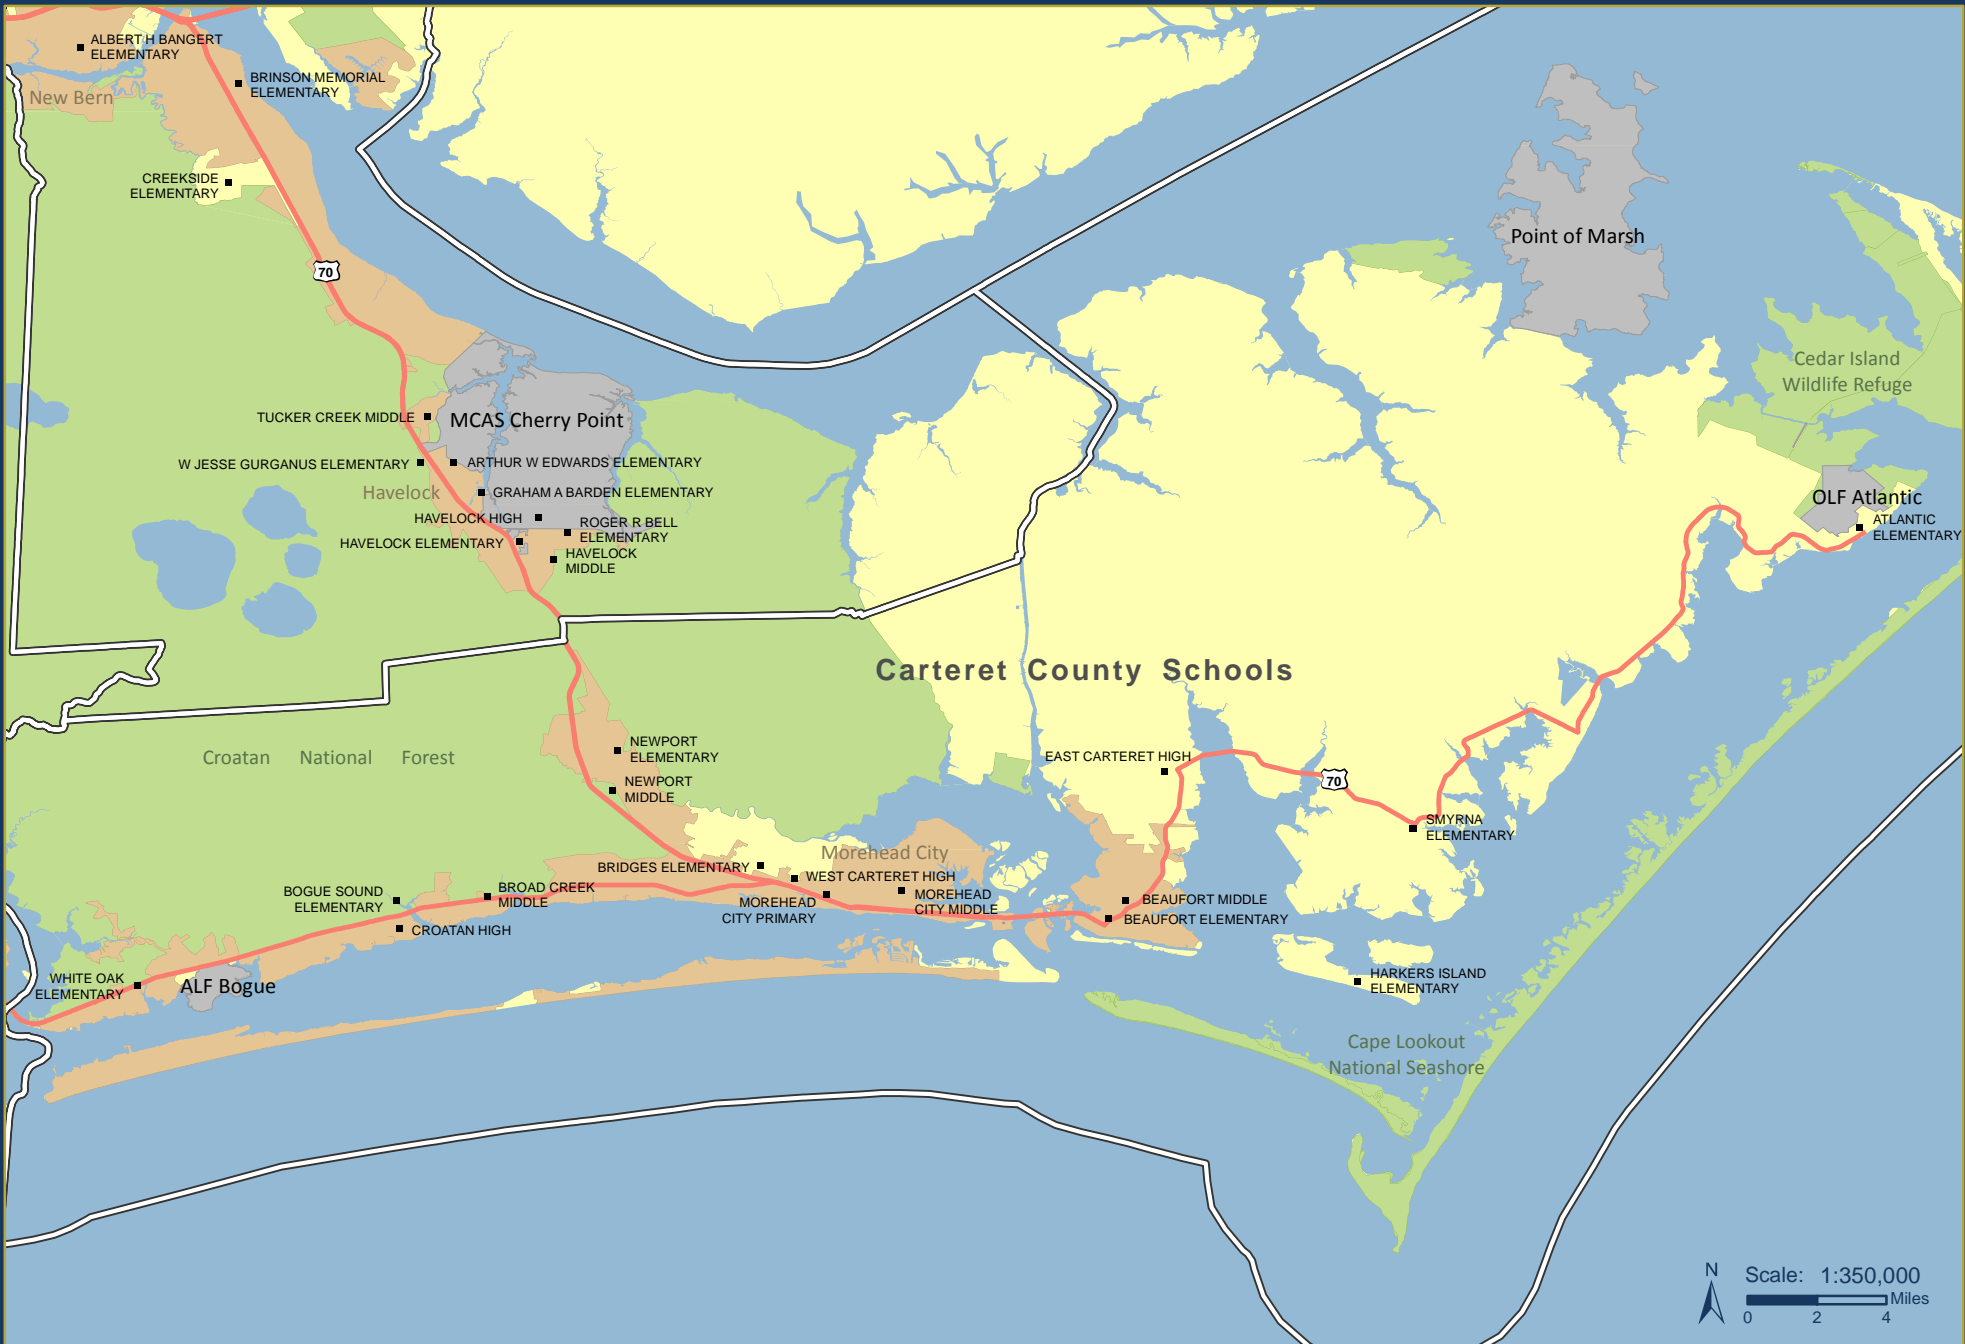 ALBERT H BANGERT
ELEMENTARY
BRINSON MEMORIAL
ELEMENTARY
New Bern
CREEKSIDE
ELEMENTARY
70
Point of Marsh
Cedar Island
Wildlife Refuge
TUCKER CREEK MIDDLE
MCAS Cherry Point
W JESSE GURGANUS ELEMENTARY
ARTHUR W EDWARDS ELEMENTARY
Havelock
GRAHAM A BARDEN ELEMENTARY
OLF Atlantic
HAVELOCK HIGH
ROGER R BELL
ELEMENTARY
ATLANTIC
ELEMENTARY
HAVELOCK ELEMENTARY
HAVELOCK
MIDDLE
Carteret County Schools
Croatan National Forest
NEWPORT
ELEMENTARY
EAST CARTERET HIGH
NEWPORT
MIDDLE
70
SMYRNA
ELEMENTARY
Morehead City
BRIDGES ELEMENTARY
WEST CARTERET HIGH
BOGUE SOUND
ELEMENTARY
BROAD CREEK
MIDDLE
MOREHEAD
CITY PRIMARY
MOREHEAD
CITY MIDDLE
BEAUFORT MIDDLE
BEAUFORT ELEMENTARY
CROATAN HIGH
WHITE OAK
ELEMENTARY
ALF Bogue
HARKERS ISLAND
ELEMENTARY
Cape Lookout
National Seashore
N
Scale: 1:350,000
Miles
0 2 4